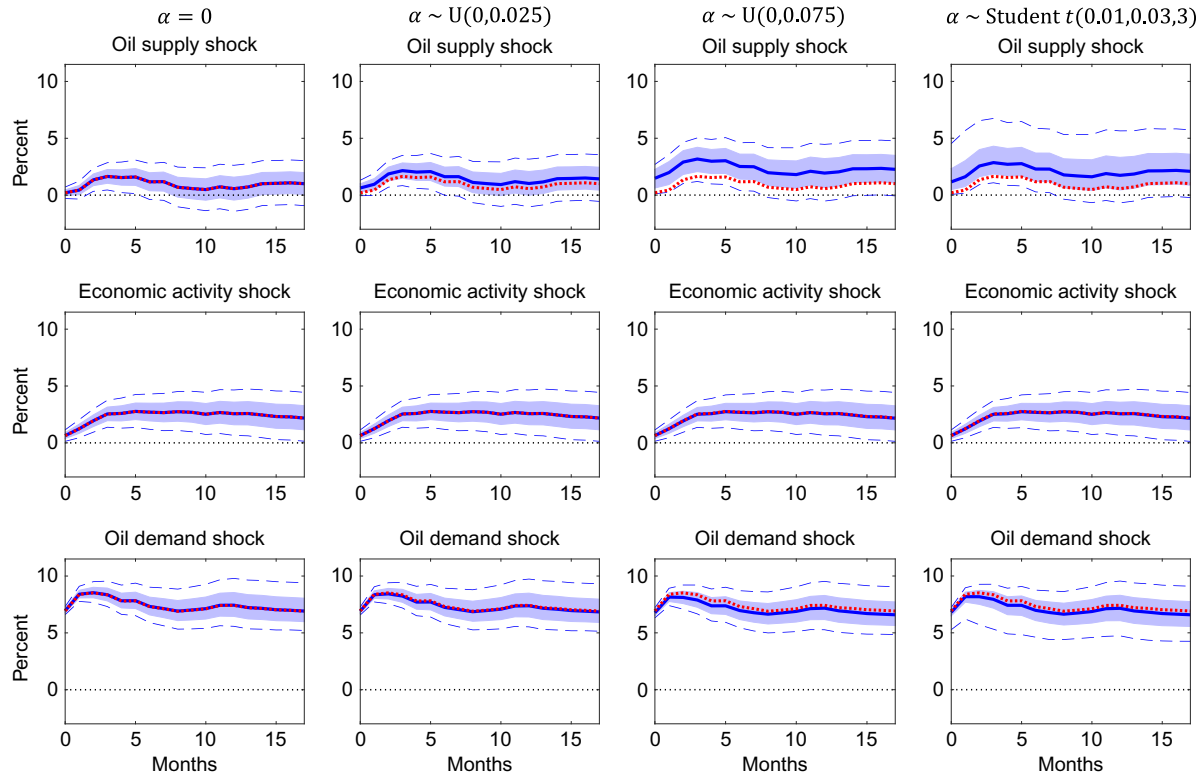 α = 0
α ~ U(0,0.025)
α ~ U(0,0.075)
α ~ Student t(0.01,0.03,3)
Oil supply shock
Oil supply shock
Oil supply shock
Oil supply shock
Percent
10
5
0
0 5 10 15
10
5
0
0 5 10 15
10
5
0
0 5 10 15
10
5
0
0 5 10 15
Economic activity shock
Economic activity shock
Economic activity shock
Economic activity shock
Percent
10
5
0
0 5 10 15
10
5
0
0 5 10 15
10
5
0
0 5 10 15
10
5
0
0 5 10 15
Oil demand shock
Oil demand shock
Oil demand shock
Oil demand shock
Percent
10
5
0
0 5 10 15
Months
10
5
0
0 5 10 15
Months
10
5
0
0 5 10 15
Months
10
5
0
0 5 10 15
Months